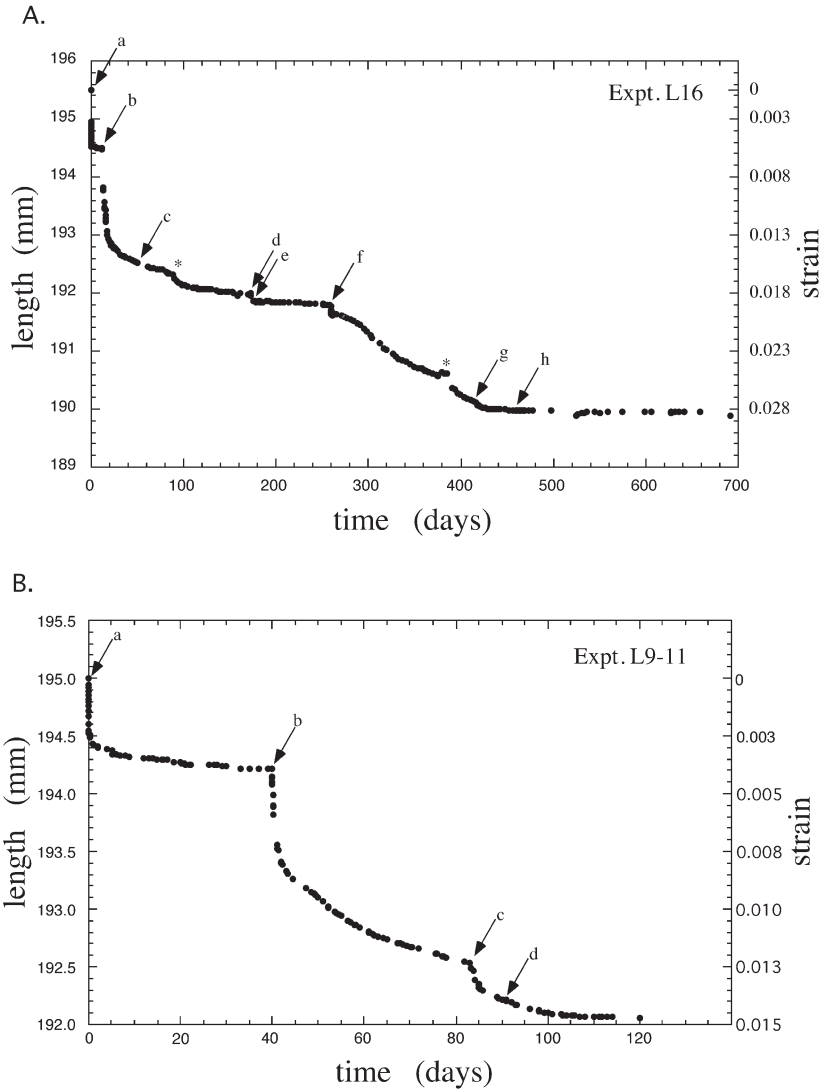 A.
a
196
Expt. L16
0
b
195
0.003
194
0.008
length (mm)
c
193
0.013
strain
*
d
e
f
192
0.018
191
0.023
*
g
h
190
0.028
189
0 100 200 300 400 500 600 700
time (days)
B.
195.5
a
Expt. L9-11
195.0
0
194.5
0.003
b
194.0
0.005
length (mm)
strain
193.5
0.008
193.0
0.010
c
192.5
0.013
d
192.0
0.015
0 20 40 60 80 100 120
time (days)